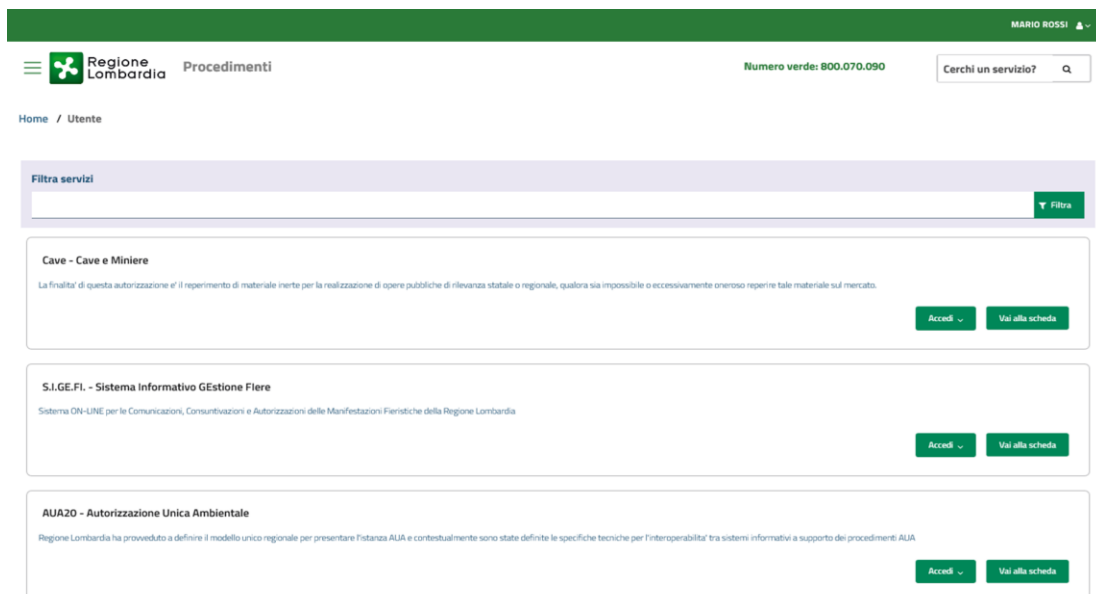 MARIO ROSSI
Regione
Lombardia
Procedimenti
Numero verde: 800.070.090
Cerchi un servizio?
Home / Utente
Filtra servizi
Filtra
Cave - Cave e Miniere
La finalita' di questa autorizzazione e' il reperimento di materiale inerte per la realizzazione di opere pubbliche di rilevanza statale o regionale, qualora sia impossibile o eccessivamente oneroso reperire tale materiale sul mercato.
Accedi
Vai alla scheda
S.I.GE.FI. - Sistema Informativo GEstione FIere
Sistema ON-LINE per le Comunicazioni, Consuntivazioni e Autorizzazioni delle Manifestazioni Fieristiche della Regione Lombardia
Accedi
Vai alla scheda
AUA20 - Autorizzazione Unica Ambientale
Regione Lombardia ha provveduto a definire il modello unico regionale per presentare l'istanza AUA e contestualmente sono state definite le specifiche tecniche per l'interoperabilita' tra sistemi informativi a supporto dei procedimenti AUA
Accedi
Vai alla scheda